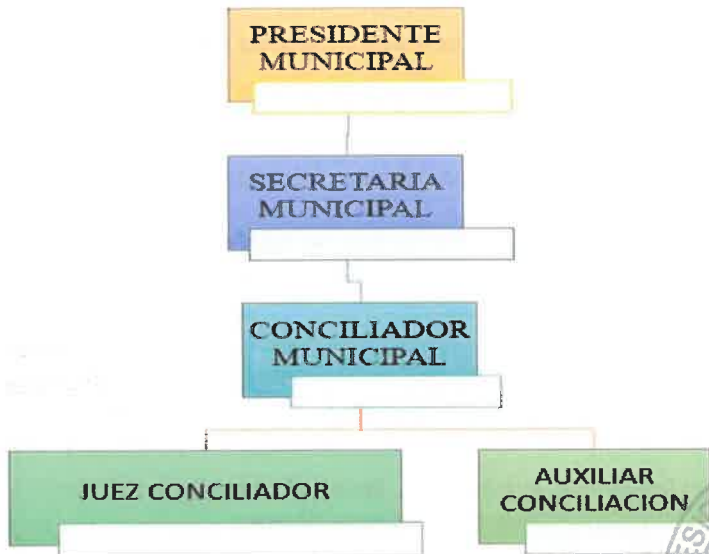 PRESIDENTE
MUNICIPAL
SECRETARIA
MUNICIPAL
CONCILIADOR
MUNICIPAL
JUEZ CONCILIADOR
AUXILIAR
CONCILIACION